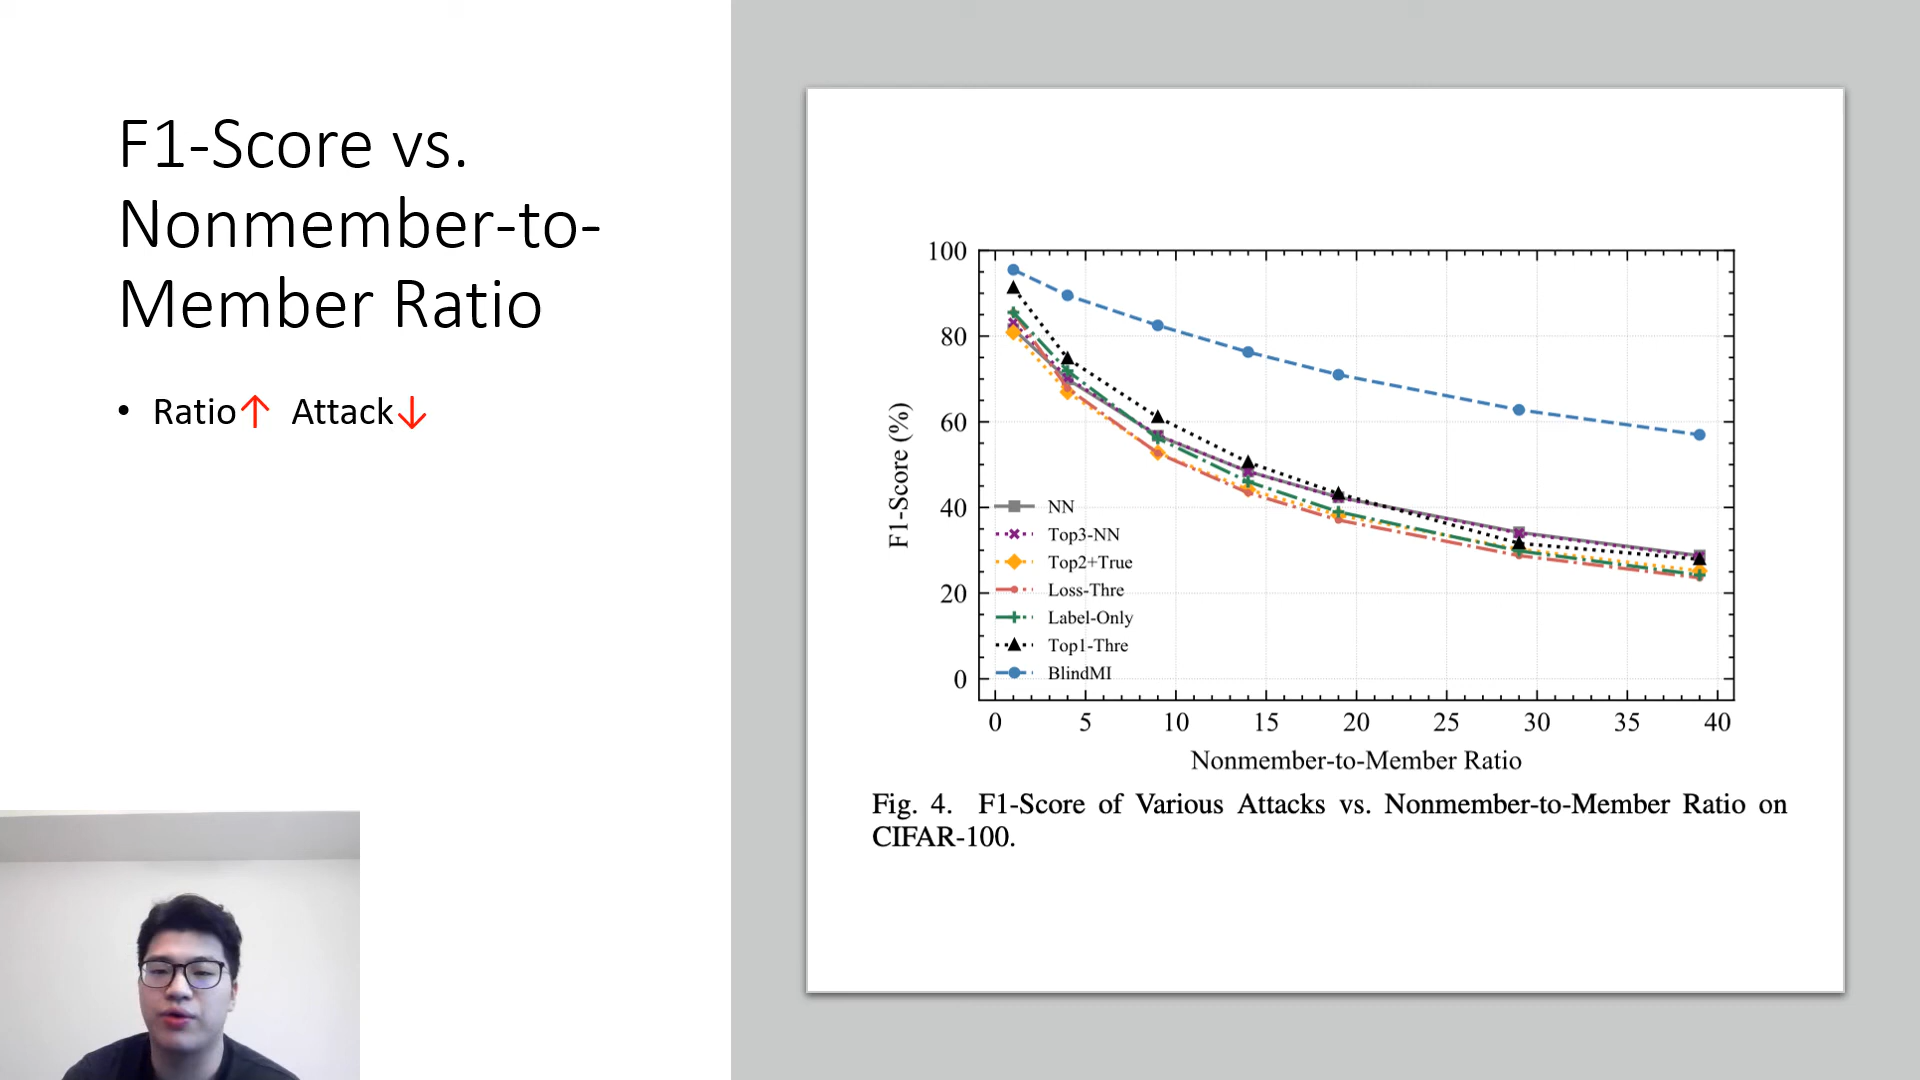 F1-Score vs.
Nonmember-to-
Member Ratio
• Ratio↑ Attack↓
100
80
60
40
20
0
F1-Score (%)
NN
Top3-NN
Top2+True
Loss-Thre
Label-Only
Top1-Thre
BlindMI
0 5 10 15 20 25 30 35 40
Nonmember-to-Member Ratio
Fig. 4. F1-Score of Various Attacks vs. Nonmember-to-Member Ratio on
CIFAR-100.